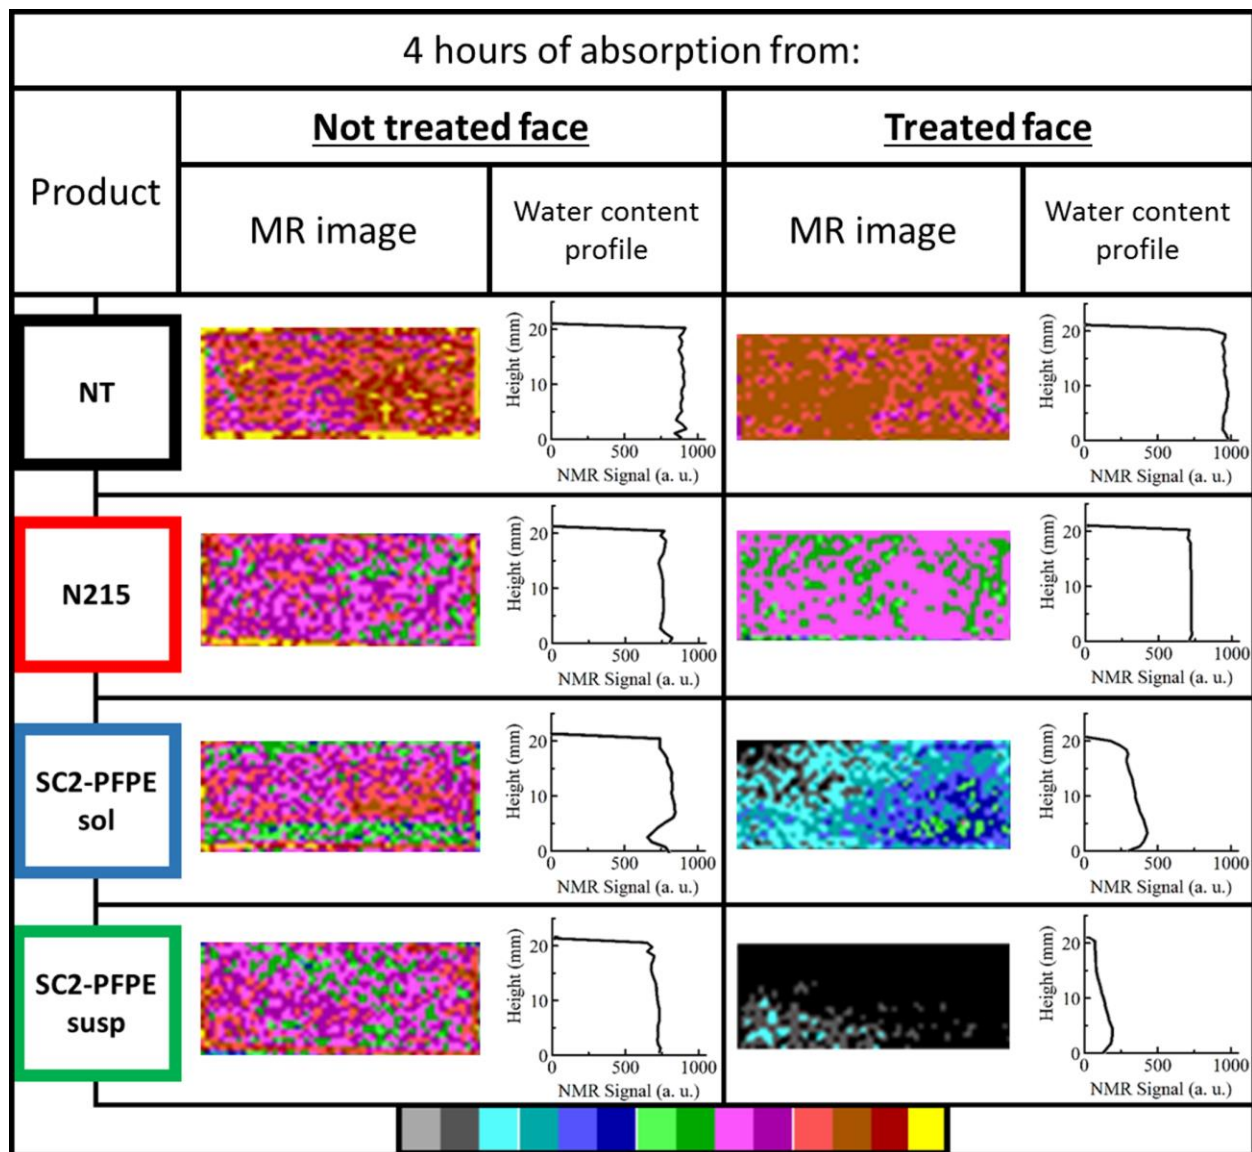 4 hours of absorption from:
Product
Not treated face
Treated face
MR image
Water content
profile
MR image
Water content
profile
NT
Height (mm)
20
10
0
0 500 1000
NMR Signal (a. u.)
Height (mm)
20
10
0
0 500 1000
NMR Signal (a. u.)
N215
Height (mm)
20
10
0
0 500 1000
NMR Signal (a. u.)
Height (mm)
20
10
0
0 500 1000
NMR Signal (a. u.)
SC2-PFPE
sol
Height (mm)
20
10
0
0 500 1000
NMR Signal (a. u.)
Height (mm)
20
10
0
0 500 1000
NMR Signal (a. u.)
SC2-PFPE
susp
Height (mm)
20
10
0
0 500 1000
NMR Signal (a. u.)
Height (mm)
20
10
0
0 500 1000
NMR Signal (a. u.)